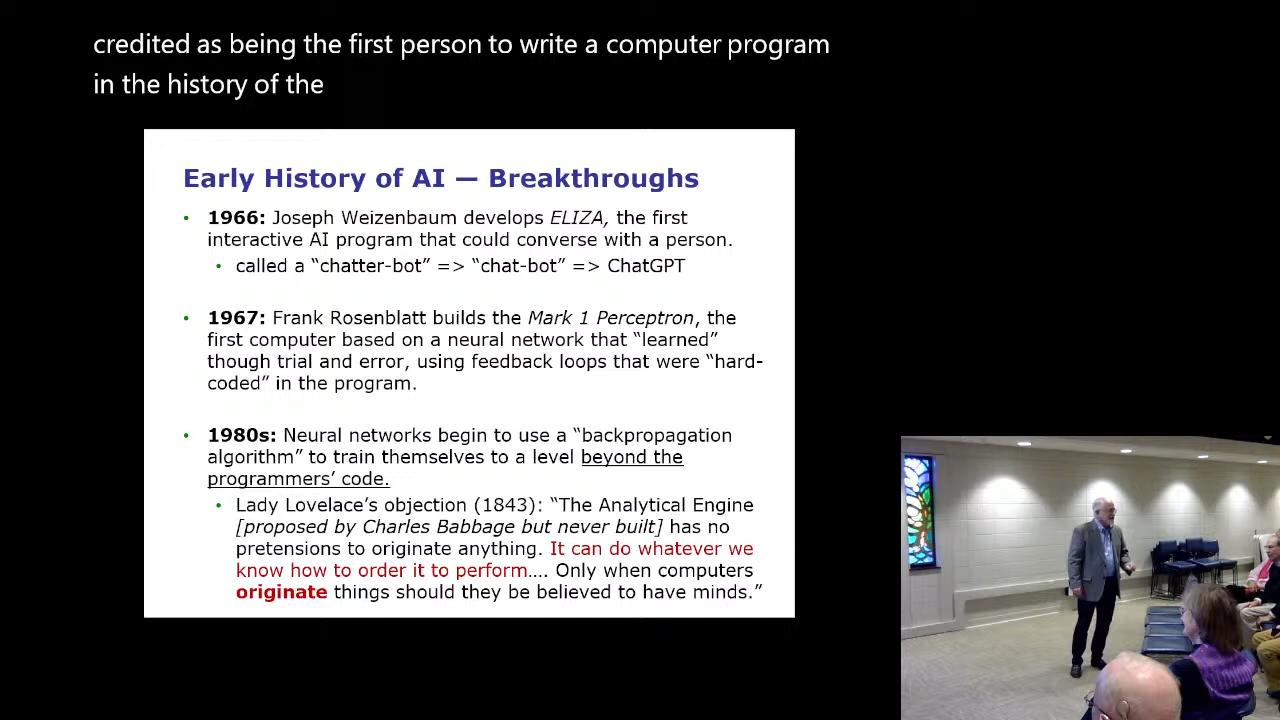 credited as being the first person to write a computer program
in the history of the
Early History of AI — Breakthroughs
• 1966: Joseph Weizenbaum develops ELIZA, the first
interactive AI program that could converse with a person.
• called a “chatter-bot” => “chat-bot” => ChatGPT
• 1967: Frank Rosenblatt builds the Mark 1 Perceptron, the
first computer based on a neural network that “learned”
though trial and error, using feedback loops that were “hard-
coded” in the program.
• 1980s: Neural networks begin to use a “backpropagation
algorithm” to train themselves to a level beyond the
programmers’ code.
• Lady Lovelace’s objection (1843): “The Analytical Engine
[proposed by Charles Babbage but never built] has no
pretensions to originate anything. It can do whatever we
know how to order it to perform…. Only when computers
originate things should they be believed to have minds.”